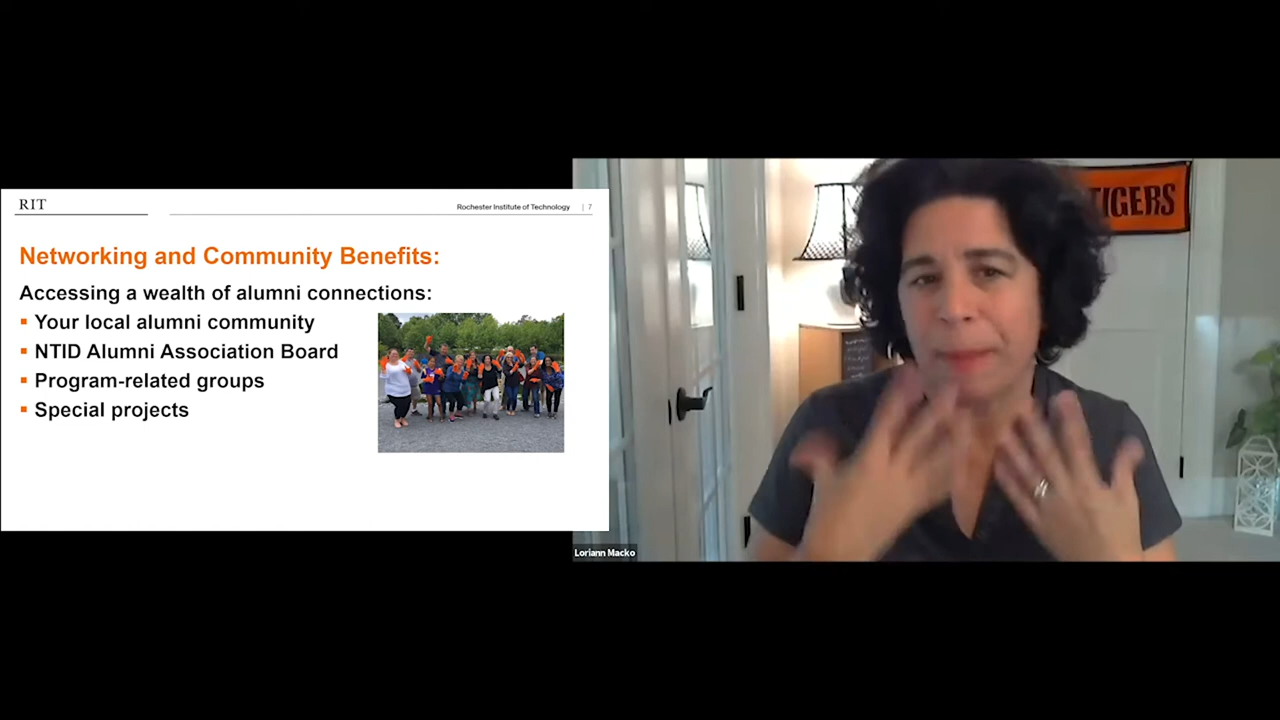 RIT
Rochester Institute of Technology | 7
Networking and Community Benefits:
Accessing a wealth of alumni connections:
▪ Your local alumni community
▪ NTID Alumni Association Board
▪ Program-related groups
▪ Special projects
TIGERS
Loriann Macko